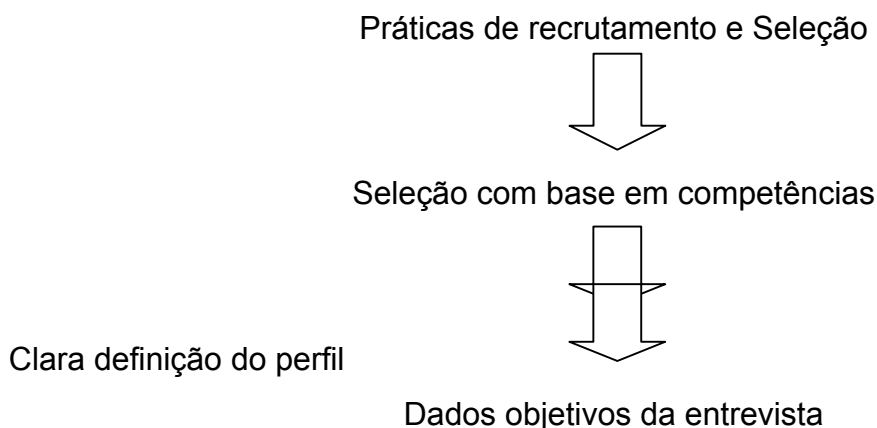 Práticas de recrutamento e Seleção
Seleção com base em competências
Clara definição do perfil
Dados objetivos da entrevista